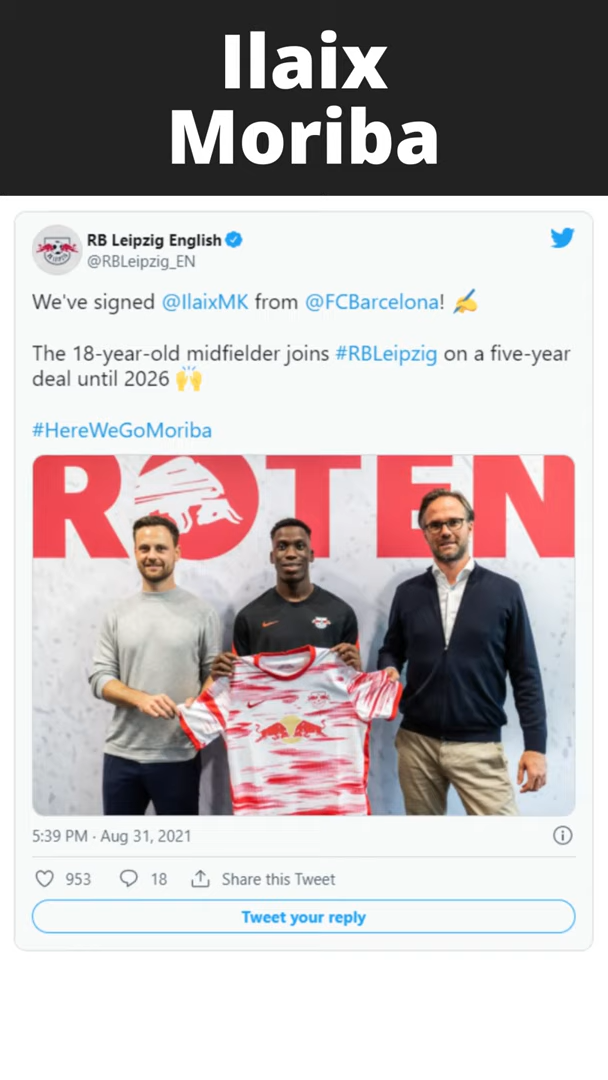 Ilaix
Moriba
RB Leipzig English
@RBLeipzig_EN
We've signed @IlaixMK from @FCBarcelona! ✍️
The 18-year-old midfielder joins #RBLeipzig on a five-year
deal until 2026 🙌
#HereWeGoMoriba
ROTEN
5:39 PM · Aug 31, 2021
953 18 Share this Tweet
Tweet your reply